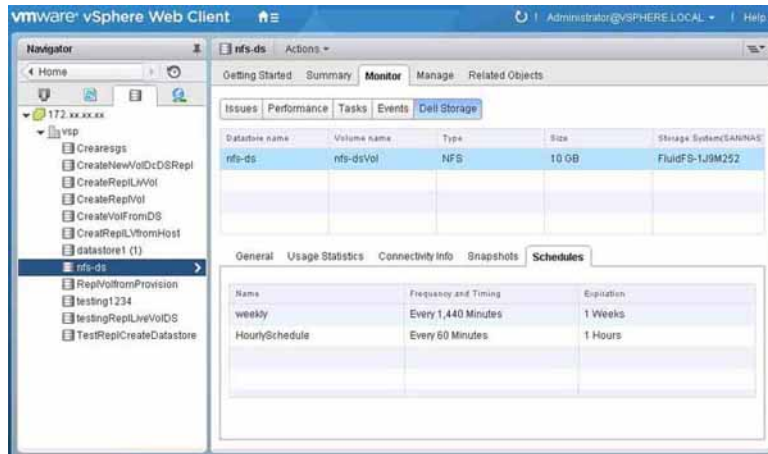 vmware® vSphere Web Client
Administrator@VSPHERE.LOCAL
Help
Navigator
Home
172.xx.xx.xx
vsp
Crearesgs
CreateNewVolDcDSRepl
CreateReplLivVol
CreateReplVol
CreateVolFromDS
CreatReplLVfromHost
datastore1 (1)
nfs-ds
ReplVolfromProvision
testing1234
testingReplLiveVolDS
TestReplCreateDatastore
nfs-ds Actions
Getting Started Summary Monitor Manage Related Objects
Issues Performance Tasks Events Dell Storage
Datastore name Volume name Type Size Storage System(SAN/NAS
nfs-ds nfs-dsVol NFS 10 GB FluidFS-1J9M252
General Usage Statistics Connectivity Info Snapshots Schedules
Name Frequency and Timing Expiration
weekly Every 1,440 Minutes 1 Weeks
HourlySchedule Every 60 Minutes 1 Hours